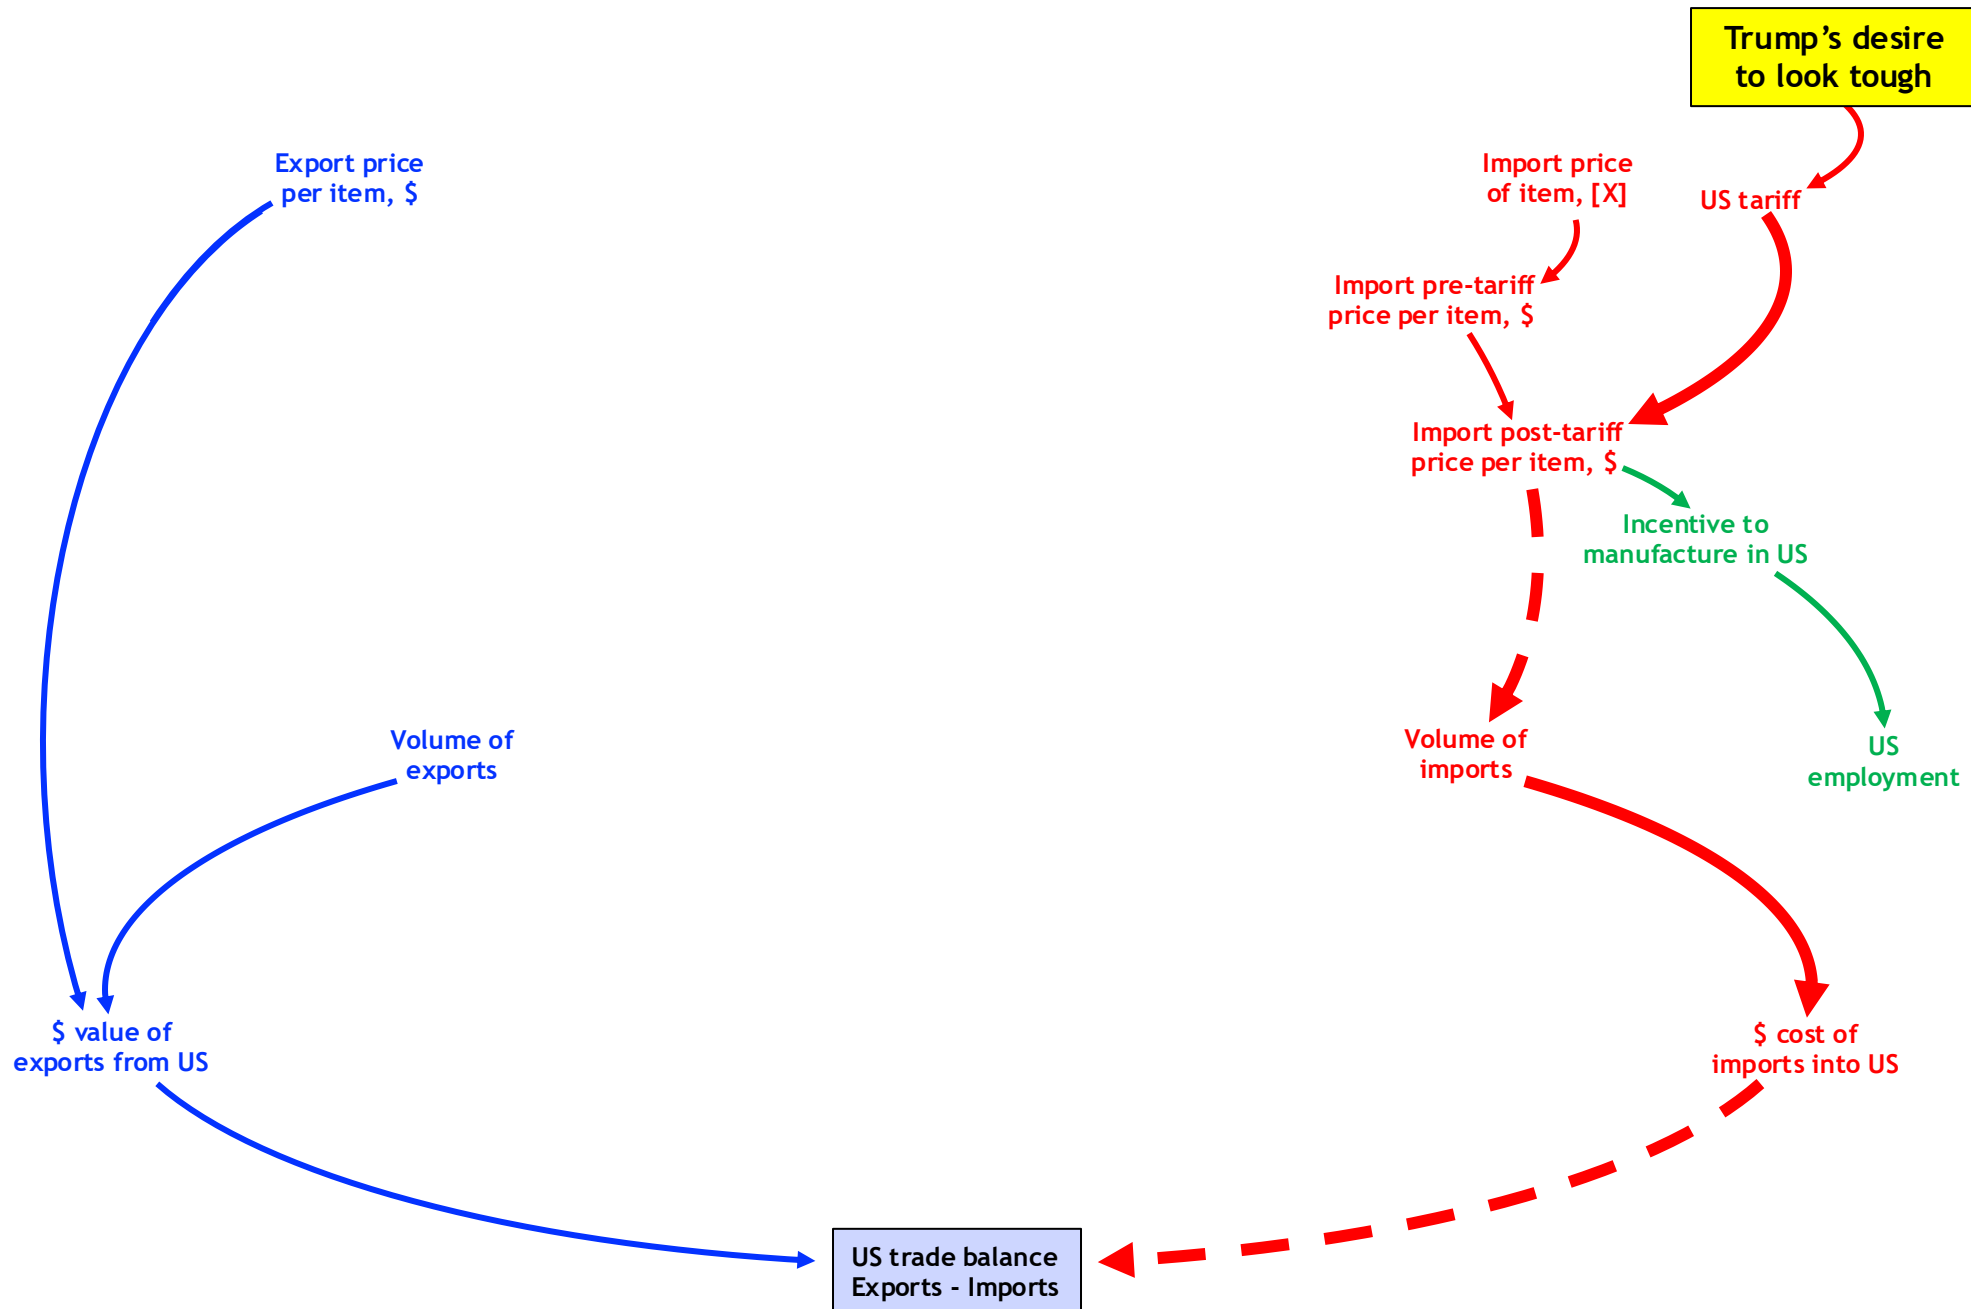 Trump’s desire
to look tough
Export price
per item, $
Import price
of item, [X]
US tariff
Import pre-tariff
price per item, $
Import post-tariff
price per item, $
Incentive to
manufacture in US
Volume of
exports
Volume of
imports
US
employment
$ value of
exports from US
$ cost of
imports into US
US trade balance
Exports - Imports